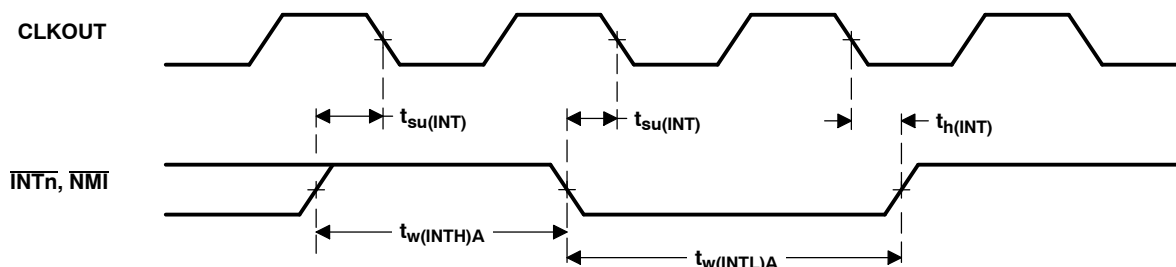 CLKOUT
tsu(INT) tsu(INT) th(INT)
INTn, NMI
tw(INTH)A
tw(INTL)A